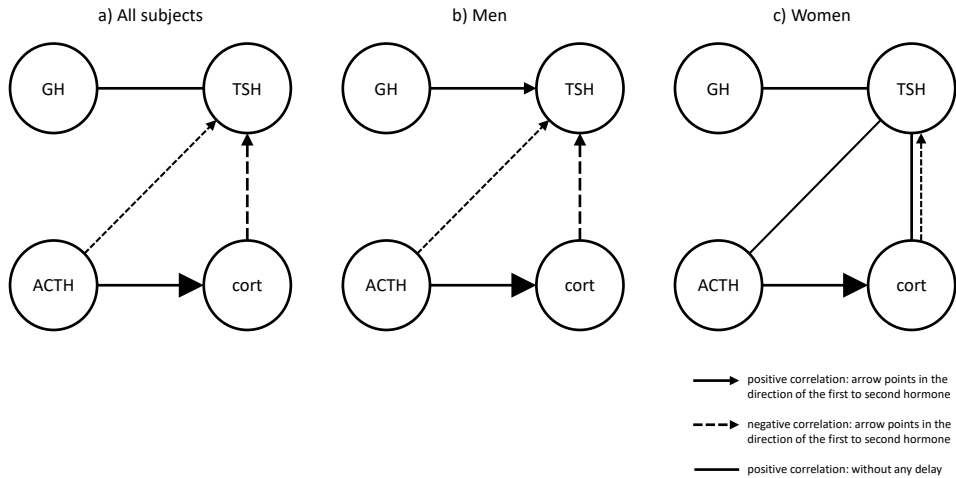 a) All subjects
b) Men
c) Women
GH
TSH
GH
TSH
GH
TSH
ACTH
cort
ACTH
cort
ACTH
cort
positive correlation: arrow points in the
direction of the first to second hormone
negative correlation: arrow points in the
direction of the first to second hormone
positive correlation: without any delay